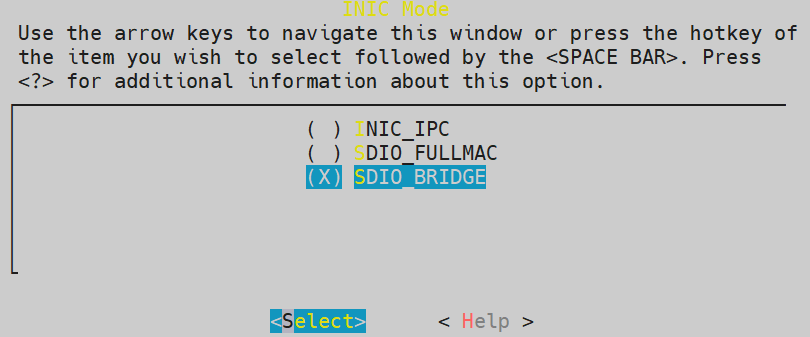 INIC Mode
Use the arrow keys to navigate this window or press the hotkey of
the item you wish to select followed by the <SPACE BAR>. Press
<?> for additional information about this option.
( ) INIC_IPC
( ) SDIO_FULLMAC
(X) SDIO_BRIDGE
<Select> < Help >